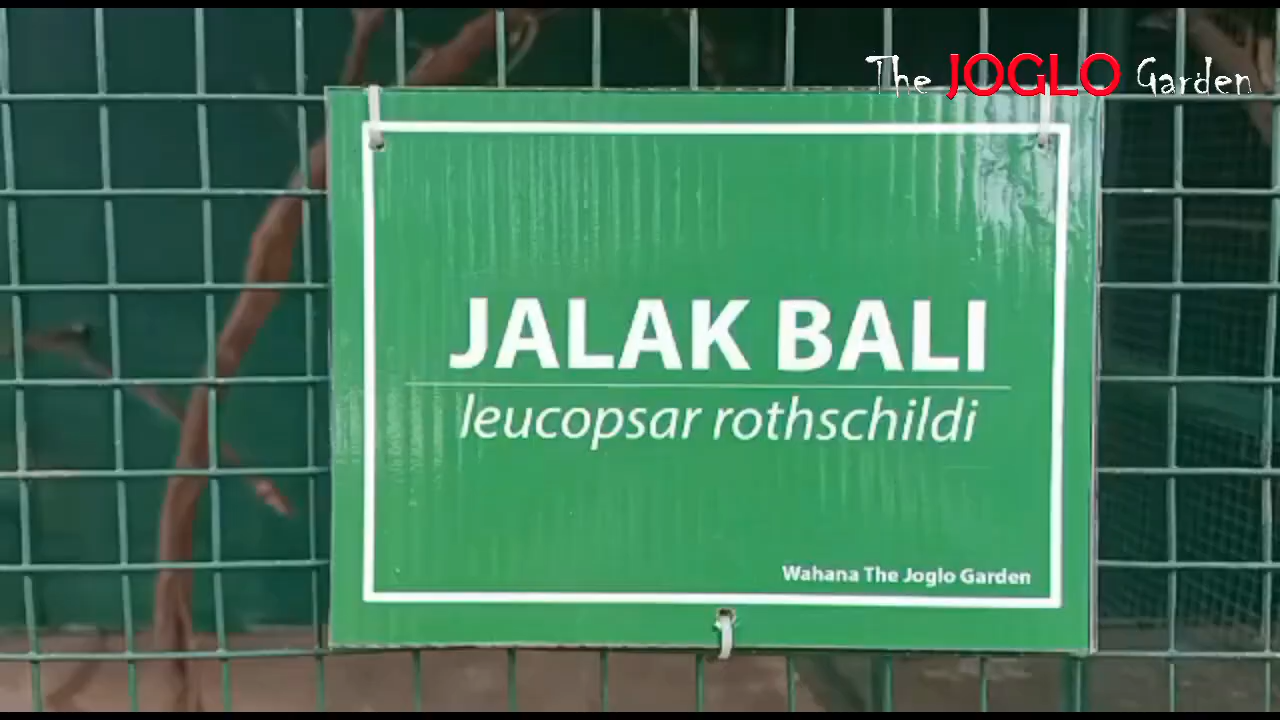 The JOGLO Garden
JALAK BALI
leucopsar rothschildi
Wahana The Joglo Garden